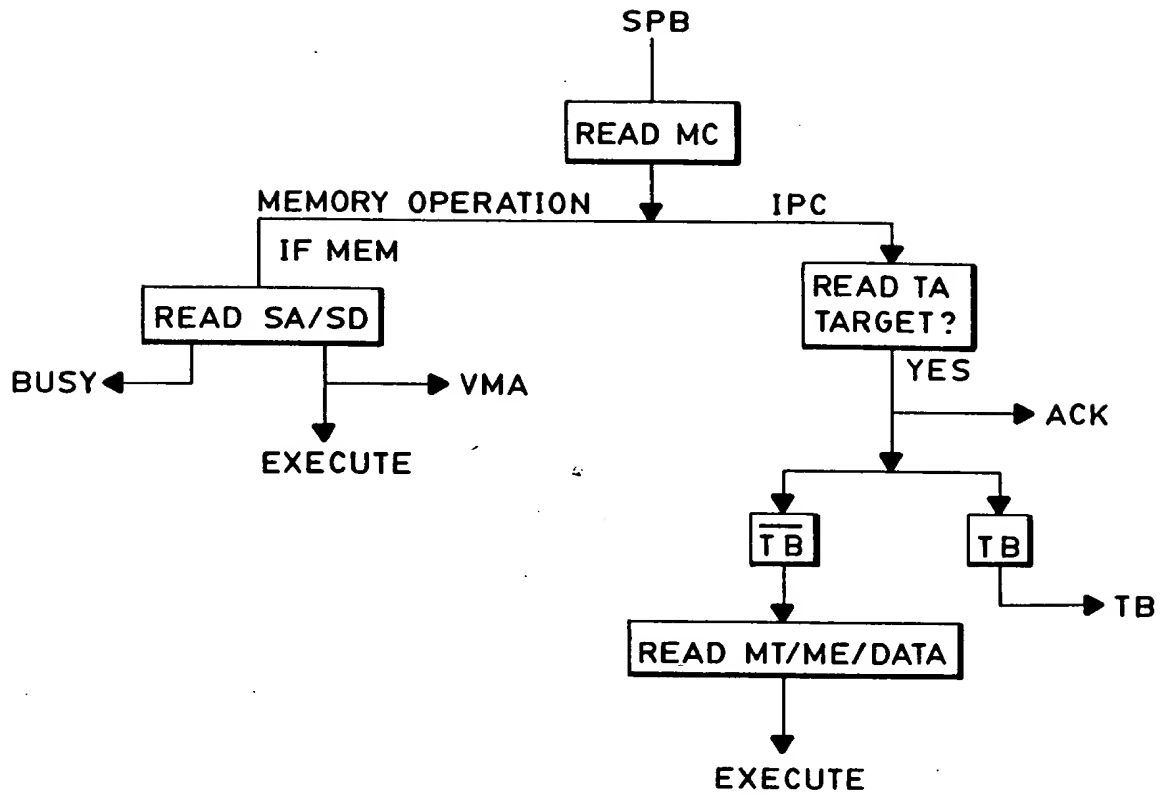 SPB
READ MC
MEMORY OPERATION
IPC
IF MEM
READ SA/SD
READ TA
TARGET?
BUSY
VMA
YES
EXECUTE
ACK
T̅B̅
TB
TB
READ MT/ME/DATA
EXECUTE